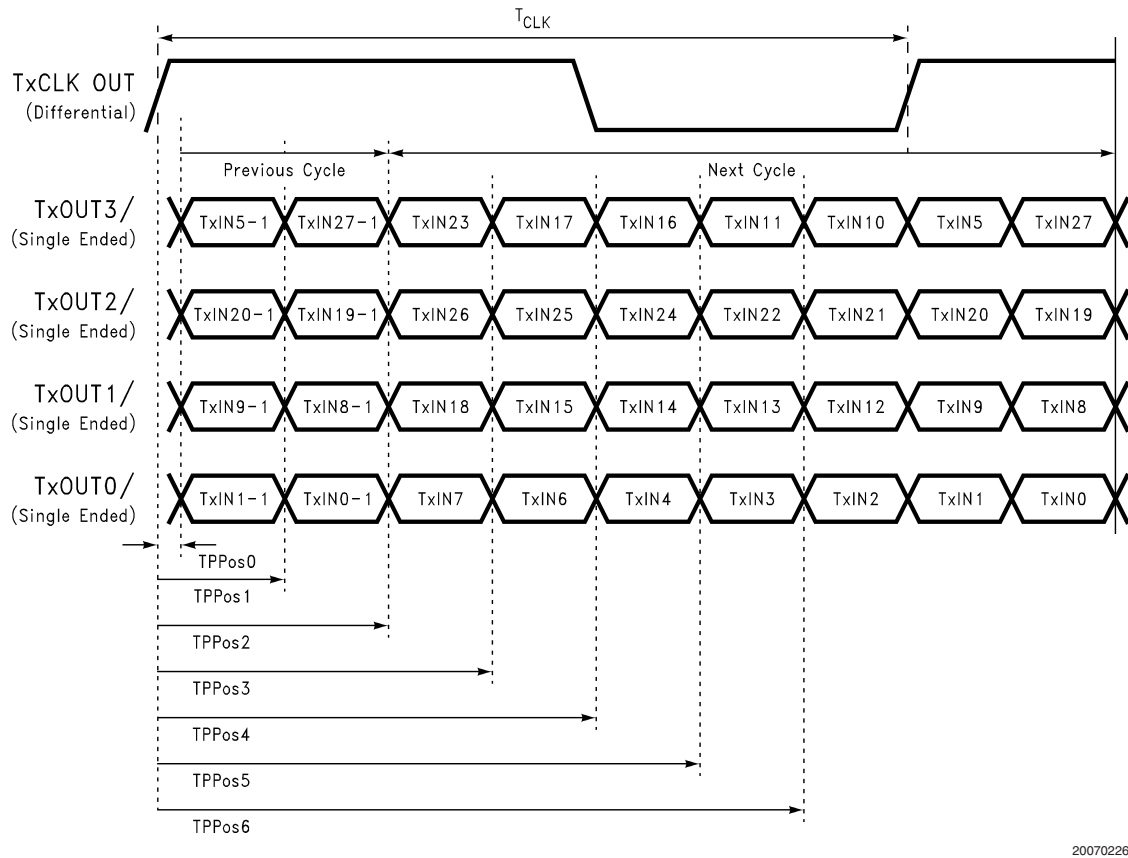 TCLK
TxCLK OUT
(Differential)
Previous Cycle
Next Cycle
TxOUT3/
(Single Ended)
TxIN5-1 TxIN27-1 TxIN23 TxIN17 TxIN16 TxIN11 TxIN10 TxIN5 TxIN27
TxOUT2/
(Single Ended)
TxIN20-1 TxIN19-1 TxIN26 TxIN25 TxIN24 TxIN22 TxIN21 TxIN20 TxIN19
TxOUT1/
(Single Ended)
TxIN9-1 TxIN8-1 TxIN18 TxIN15 TxIN14 TxIN13 TxIN12 TxIN9 TxIN8
TxOUT0/
(Single Ended)
TxIN1-1 TxIN0-1 TxIN7 TxIN6 TxIN4 TxIN3 TxIN2 TxIN1 TxIN0
TPPos0
TPPos1
TPPos2
TPPos3
TPPos4
TPPos5
TPPos6
20070226